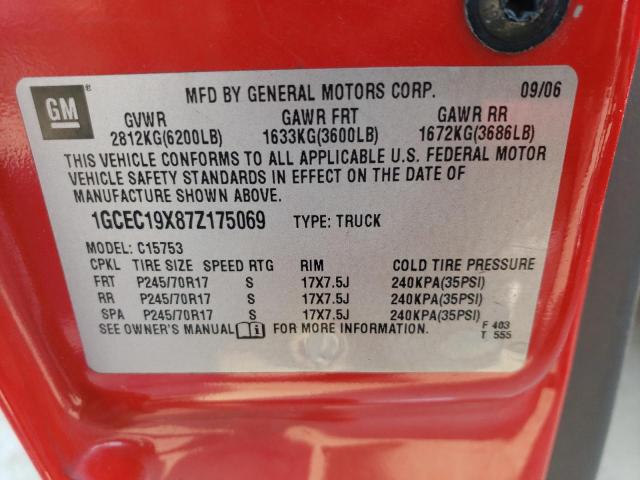 GM ®
MFD BY GENERAL MOTORS CORP. 09/06
GVWR GAWR FRT GAWR RR
2812KG(6200LB) 1633KG(3600LB) 1672KG(3686LB)
THIS VEHICLE CONFORMS TO ALL APPLICABLE U.S. FEDERAL MOTOR
VEHICLE SAFETY STANDARDS IN EFFECT ON THE DATE OF
MANUFACTURE SHOWN ABOVE.
1GCEC19X87Z175069 TYPE: TRUCK
MODEL: C15753
CPKL TIRE SIZE SPEED RTG RIM COLD TIRE PRESSURE
FRT P245/70R17 S 17X7.5J 240KPA(35PSI)
RR P245/70R17 S 17X7.5J 240KPA(35PSI)
SPA P245/70R17 S 17X7.5J 240KPA(35PSI)
SEE OWNER'S MANUAL FOR MORE INFORMATION. F 403
T 555